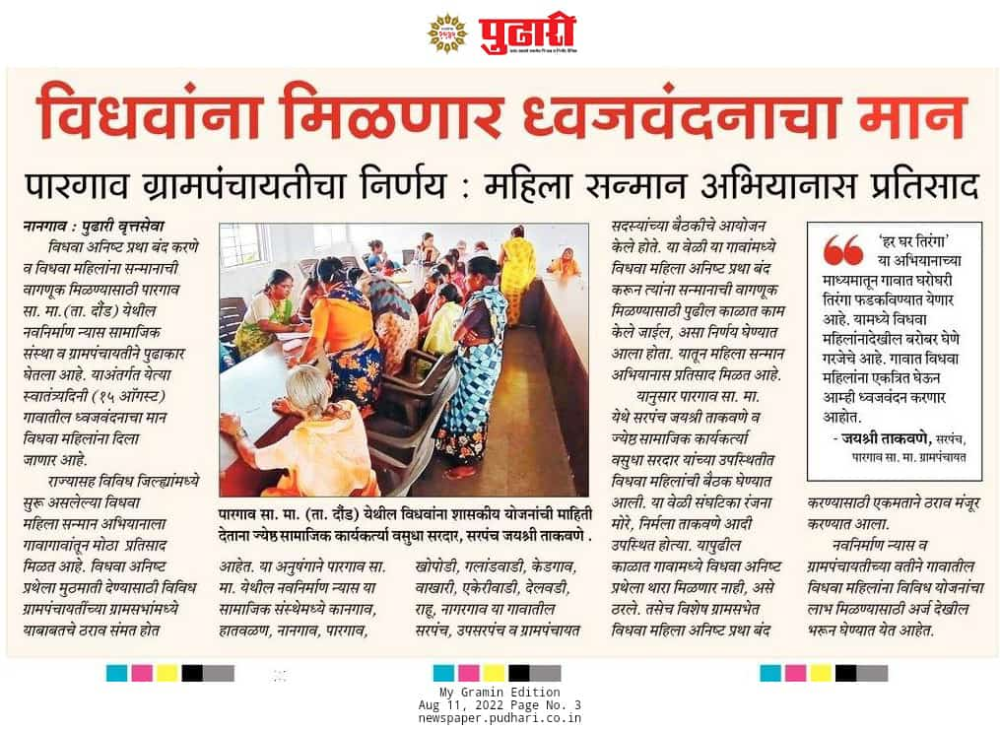 पुढारी
विधवांना मिळणार ध्वजवंदनाचा मान
पारगाव ग्रामपंचायतीचा निर्णय : महिला सन्मान अभियानास प्रतिसाद
नानगाव : पुढारी वृत्तसेवा
विधवा अनिष्ट प्रथा बंद करणे
व विधवा महिलांना सन्मानाची
वागणूक मिळण्यासाठी पारगाव
सा. मा.(ता. दौंड) येथील
नवनिर्माण न्यास सामाजिक
संस्था व ग्रामपंचायतीने पुढाकार
घेतला आहे. याअंतर्गत येत्या
स्वातंत्र्यदिनी (१५ ऑगस्ट)
गावातील ध्वजवंदनाचा मान
विधवा महिलांना दिला
जाणार आहे.
राज्यासह विविध जिल्ह्यांमध्ये
सुरू असलेल्या विधवा
महिला सन्मान अभियानाला
गावागावांतून मोठा प्रतिसाद
मिळत आहे. विधवा अनिष्ट
प्रथेला मुठमाती देण्यासाठी विविध
ग्रामपंचायतींच्या ग्रामसभांमध्ये
याबाबतचे ठराव संमत होत
पारगाव सा. मा. (ता. दौंड) येथील विधवांना शासकीय योजनांची माहिती
देताना ज्येष्ठ सामाजिक कार्यकर्त्या वसुधा सरदार, सरपंच जयश्री ताकवणे .
आहेत. या अनुषंगाने पारगाव सा.
मा. येथील नवनिर्माण न्यास या
सामाजिक संस्थेमध्ये कानगाव,
हातवळण, नानगाव, पारगाव,
खोपोडी, गलांडवाडी, केडगाव,
वाखारी, एकेरीवाडी, देलवडी,
राहू, नागरगाव या गावातील
सरपंच, उपसरपंच व ग्रामपंचायत
सदस्यांच्या बैठकीचे आयोजन
केले होते. या वेळी या गावांमध्ये
विधवा महिला अनिष्ट प्रथा बंद
करून त्यांना सन्मानाची वागणूक
मिळण्यासाठी पुढील काळात काम
केले जाईल, असा निर्णय घेण्यात
आला होता. यातून महिला सन्मान
अभियानास प्रतिसाद मिळत आहे.
यानुसार पारगाव सा. मा.
येथे सरपंच जयश्री ताकवणे व
ज्येष्ठ सामाजिक कार्यकर्त्या
वसुधा सरदार यांच्या उपस्थितीत
विधवा महिलांची बैठक घेण्यात
आली. या वेळी संघटिका रंजना
मोरे, निर्मला ताकवणे आदी
उपस्थित होत्या. यापुढील
काळात गावामध्ये विधवा अनिष्ट
प्रथेला थारा मिळणार नाही, असे
ठरले. तसेच विशेष ग्रामसभेत
विधवा महिला अनिष्ट प्रथा बंद
‘हर घर तिरंगा’
या अभियानाच्या
माध्यमातून गावात घरोघरी
तिरंगा फडकविण्यात येणार
आहे. यामध्ये विधवा
महिलांनादेखील बरोबर घेणे
गरजेचे आहे. गावात विधवा
महिलांना एकत्रित घेऊन
आम्ही ध्वजवंदन करणार
आहोत.
- जयश्री ताकवणे, सरपंच,
पारगाव सा. मा. ग्रामपंचायत
करण्यासाठी एकमताने ठराव मंजूर
करण्यात आला.
नवनिर्माण न्यास व
ग्रामपंचायतीच्या वतीने गावातील
विधवा महिलांना विविध योजनांचा
लाभ मिळण्यासाठी अर्ज देखील
भरून घेण्यात येत आहेत.
My Gramin Edition
Aug 11, 2022 Page No. 3
newspaper.pudhari.co.in